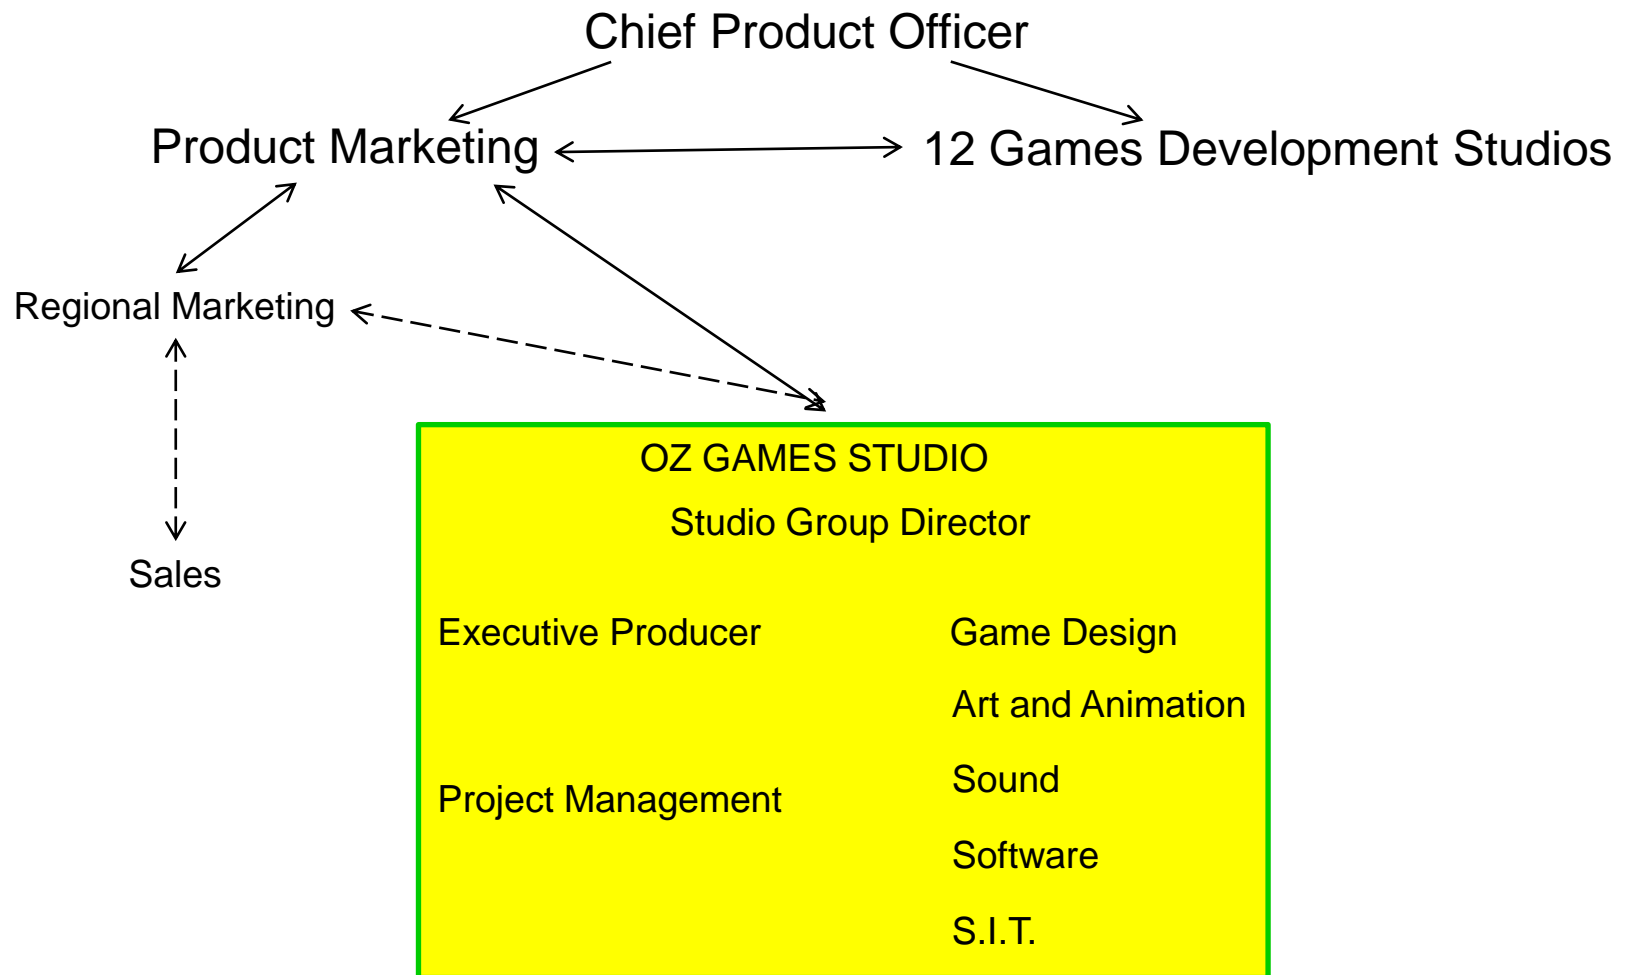 Chief Product Officer
Product Marketing
12 Games Development Studios
Regional Marketing
OZ GAMES STUDIO
Studio Group Director
Sales
Executive Producer
Game Design
Art and Animation
Sound
Project Management
Software
S.I.T.